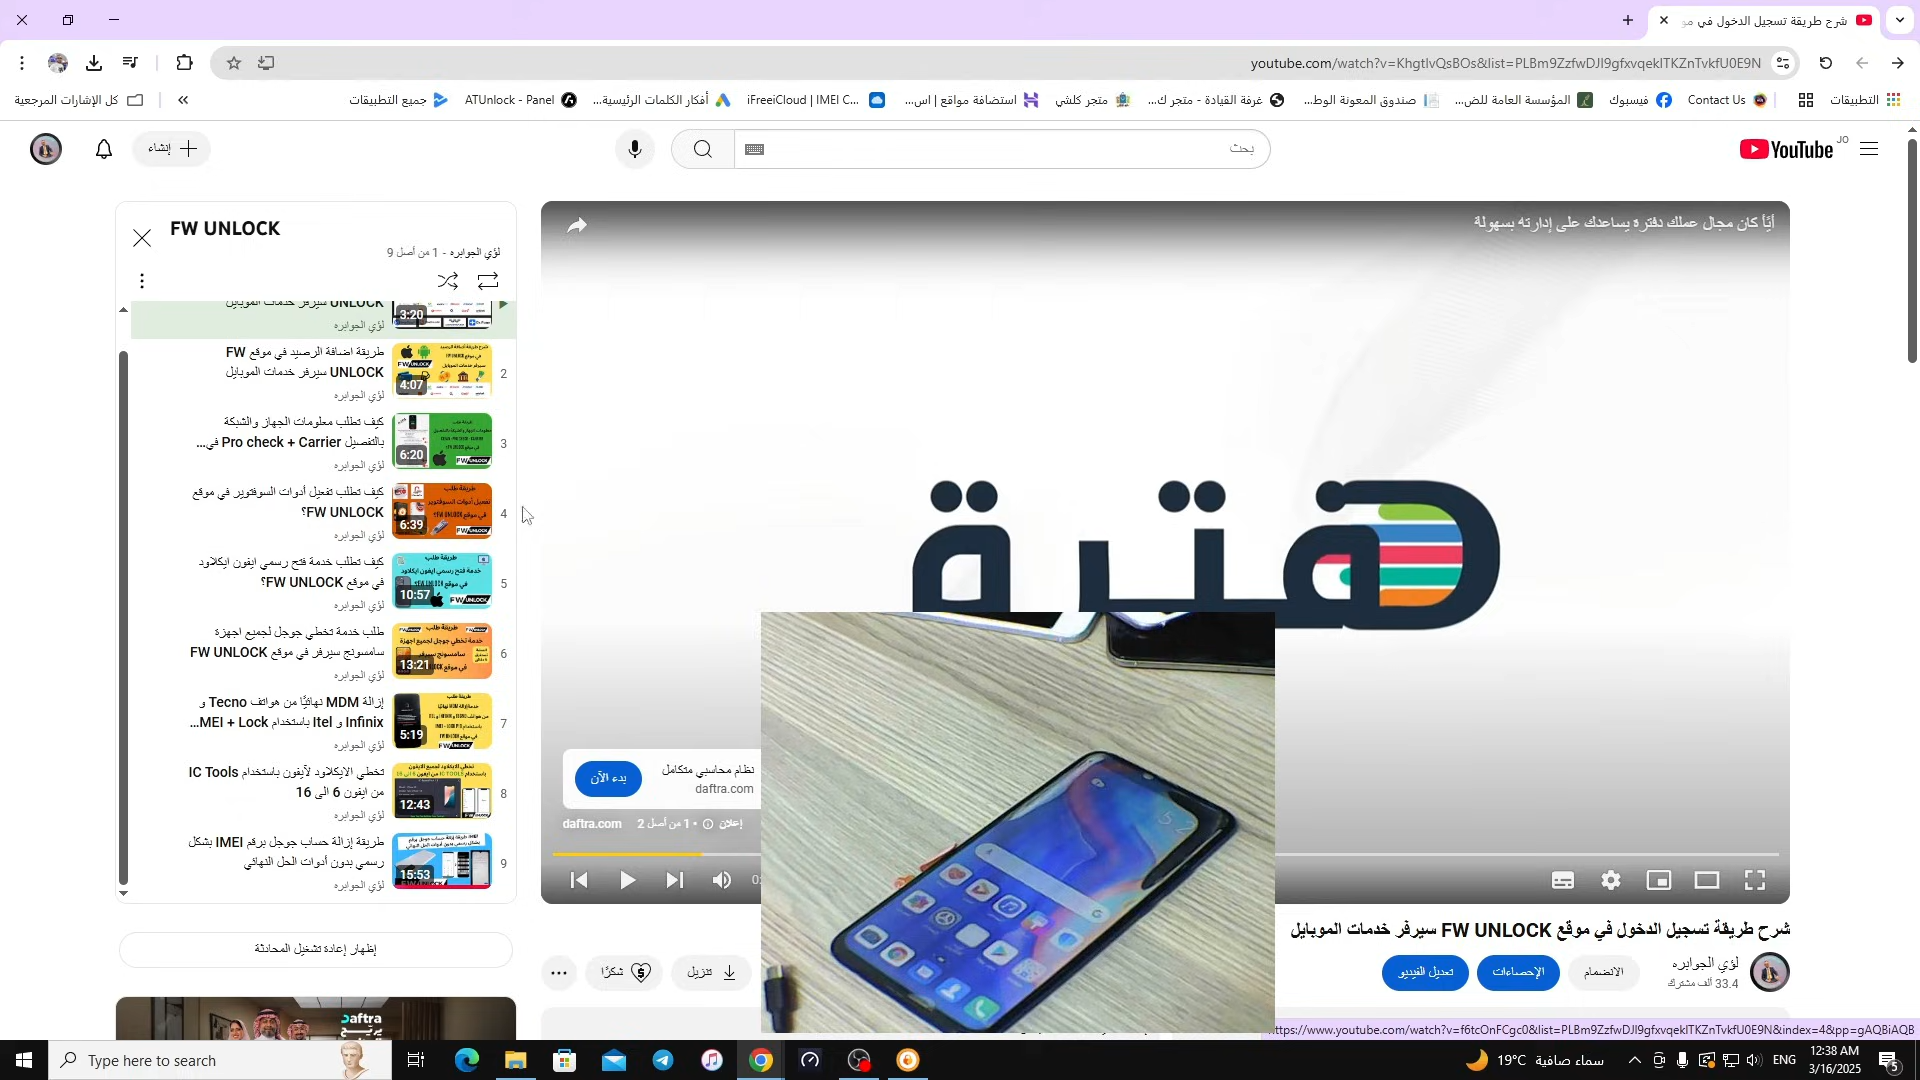 شرح طريقة تسجيل الدخول في مو
youtube.com/watch?v=KhgtIvQsBOs&list=PLBm9ZzfwDJI9gfxvqekITKZnTvkfU0E9N
التطبيقات
Contact Us
فيسبوك
المؤسسة العامة للض...
صندوق المعونة الوط...
غرفة القيادة - متجر ك...
متجر كلشي
استضافة مواقع | اس...
iFreeiCloud | IMEI C...
أفكار الكلمات الرئيسية...
ATUnlock - Panel
جميع التطبيقات
كل الإشارات المرجعية
YouTube JO
بحث
إنشاء
FW UNLOCK
لؤي الجوابره - 1 من أصل 9
UNLOCK سيرفر خدمات الموبايل
لؤي الجوابره
3:20
2
طريقة اضافة الرصيد في موقع FW
UNLOCK سيرفر خدمات الموبايل
لؤي الجوابره
4:07
3
كيف تطلب معلومات الجهاز والشبكة
بالتفصيل Pro check + Carrier في...
لؤي الجوابره
6:20
4
كيف تطلب تفعيل أدوات السوفتوير في موقع
FW UNLOCK؟
لؤي الجوابره
6:39
5
كيف تطلب خدمة فتح رسمي ايفون ايكلاود
في موقع FW UNLOCK؟
لؤي الجوابره
10:57
6
طلب خدمة تخطي جوجل لجميع اجهزة
سامسونج سيرفر في موقع FW UNLOCK
لؤي الجوابره
13:21
7
إزالة MDM نهائيًا من هواتف Tecno و
Infinix و Itel باستخدام IMEI + Lock...
لؤي الجوابره
5:19
8
تخطي الايكلاود لآيفون باستخدام IC Tools
من ايفون 6 الى 16
لؤي الجوابره
12:43
9
طريقة إزالة حساب جوجل برقم IMEI بشكل
رسمي بدون أدوات الحل النهائي
لؤي الجوابره
15:53
إظهار إعادة تشغيل المحادثة
Daftra
أيًا كان مجال عملك دفترة يساعدك على إدارته بسهولة
دفترة
نظام محاسبي متكامل
daftra.com
بدء الآن
إعلان • 1 من أصل 2
daftra.com
شرح طريقة تسجيل الدخول في موقع FW UNLOCK سيرفر خدمات الموبايل
لؤي الجوابره
33.4 ألف مشترك
الانضمام
الإحصاءات
تعديل الفيديو
تنزيل
شكرًا
https://www.youtube.com/watch?v=f6tcOnFCgc0&list=PLBm9ZzfwDJI9gfxvqekITKZnTvkfU0E9N&index=4&pp=gAQBiAQB
Type here to search
19°C سماء صافية
ENG
12:38 AM
3/16/2025
5